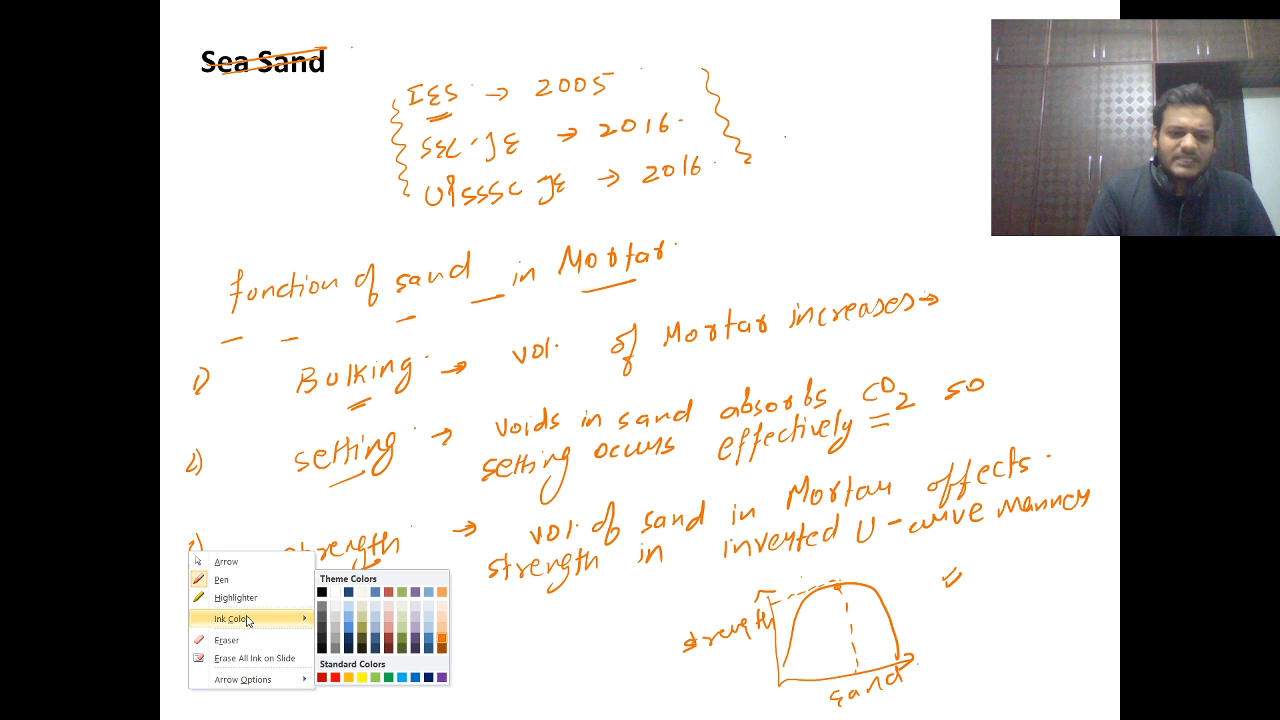 Sea Sand
IES → 2005
SSC JE → 2016
UPSSSC JE → 2016
function of sand in Mortar
1) Bulking → vol. of Mortar increases →
2) setting → voids in sand absorbs CO2 so
setting occurs effectively =
strength → vol. of sand in Mortar effects
strength in inverted U-curve manner
strength
sand
Arrow
Pen
Highlighter
Ink Color
Eraser
Erase All Ink on Slide
Arrow Options
Theme Colors
Standard Colors